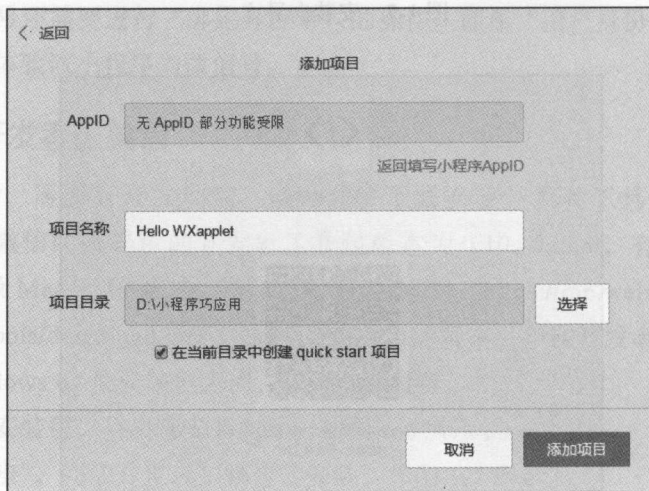 返回
添加项目
AppID 无 AppID 部分功能受限
返回填写小程序AppID
项目名称 Hello WXapplet
项目目录 D:\小程序巧应用 选择
在当前目录中创建 quick start 项目
取消 添加项目